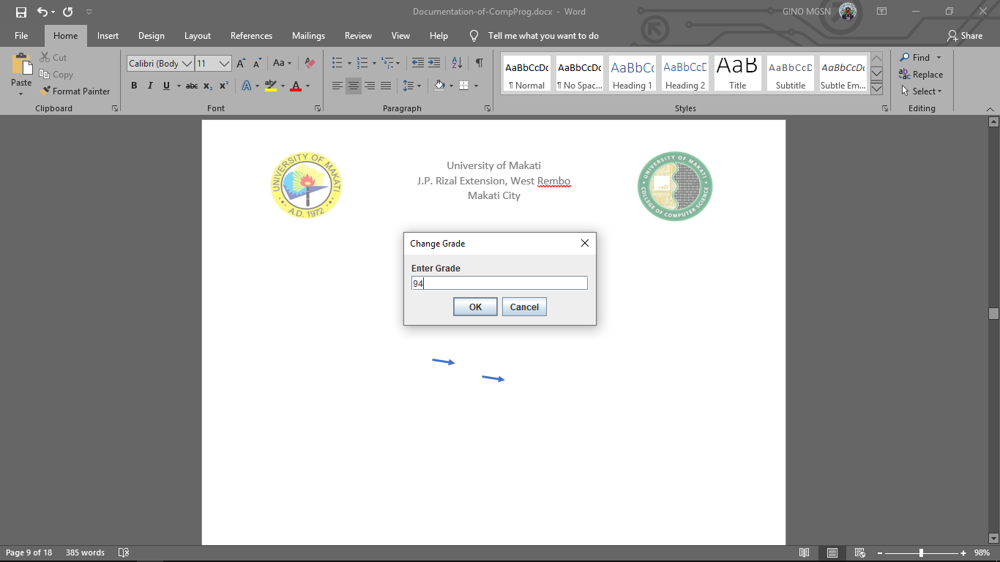 Documentation-of-CompProg.docx - Word
GINO MGSN
File Home Insert Design Layout References Mailings Review View Help Tell me what you want to do Share
Paste
Cut
Copy
Format Painter
Clipboard
Calibri (Body 11
Aa
B I U abc x₂ x² A A
Font
Paragraph
AaBbCcDc AaBbCcDc AaBbCc AaBbCcD AaB AaBbCcD AaBbCcDc
¶ Normal ¶ No Spac... Heading 1 Heading 2 Title Subtitle Subtle Em...
Styles
Find
Replace
Select
Editing
UNIVERSITY OF MAKATI
A.D. 1972
University of Makati
J.P. Rizal Extension, West Rembo
Makati City
UNIVERSITY OF MAKATI
COLLEGE OF COMPUTER SCIENCE
Change Grade
Enter Grade
94
OK Cancel
Page 9 of 18 385 words 98%